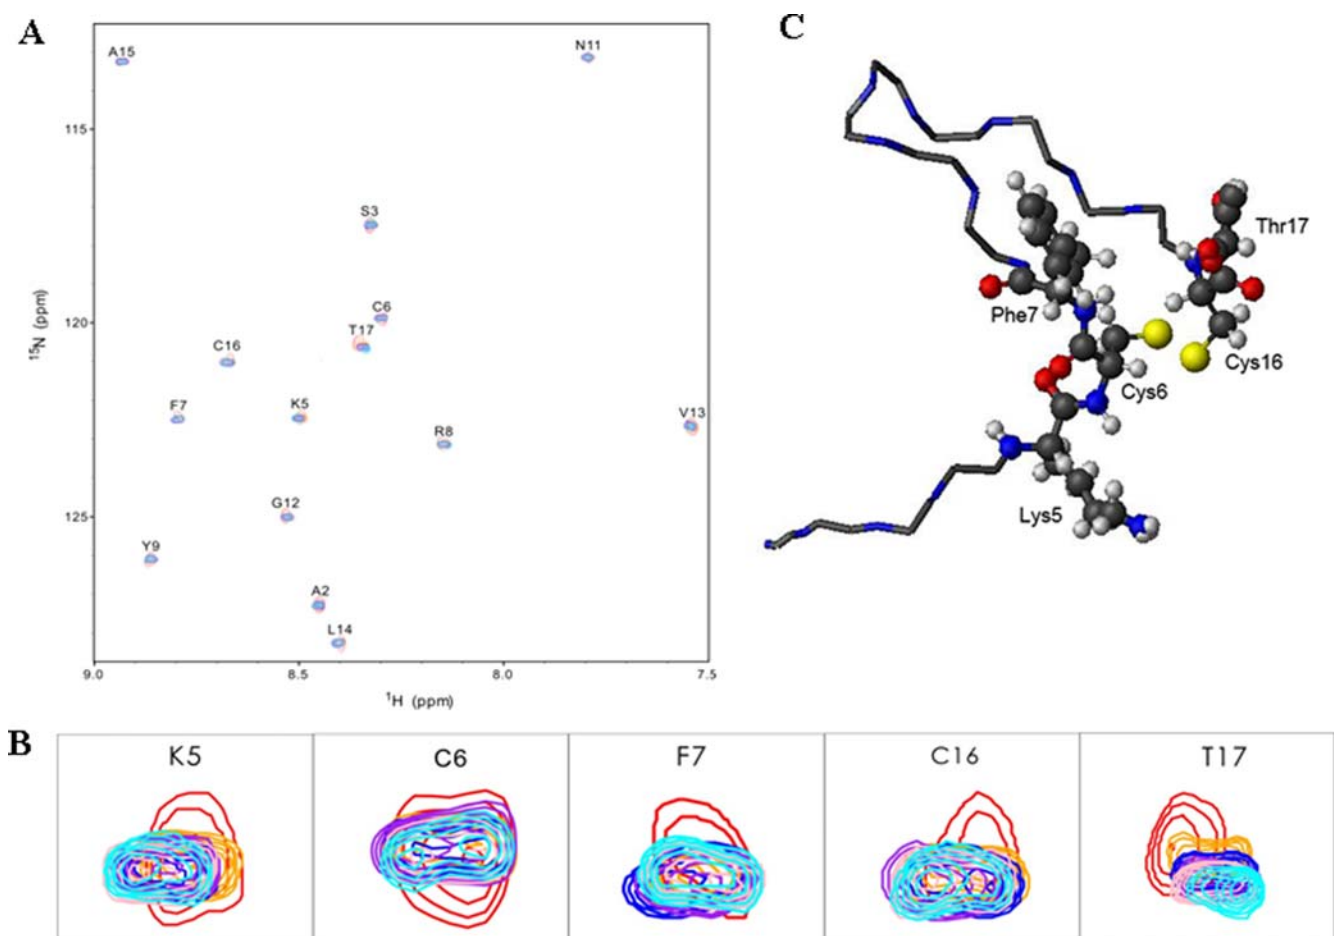 A
A15
N11
115
S3
120
C6
T17
C16
K5
F7
V13
R8
125
G12
Y9
A2
L14
9.0
8.5
8.0
7.5
¹⁵N (ppm)
¹H (ppm)
C
Thr17
Phe7
Cys16
Cys6
Lys5
B
K5
C6
F7
C16
T17